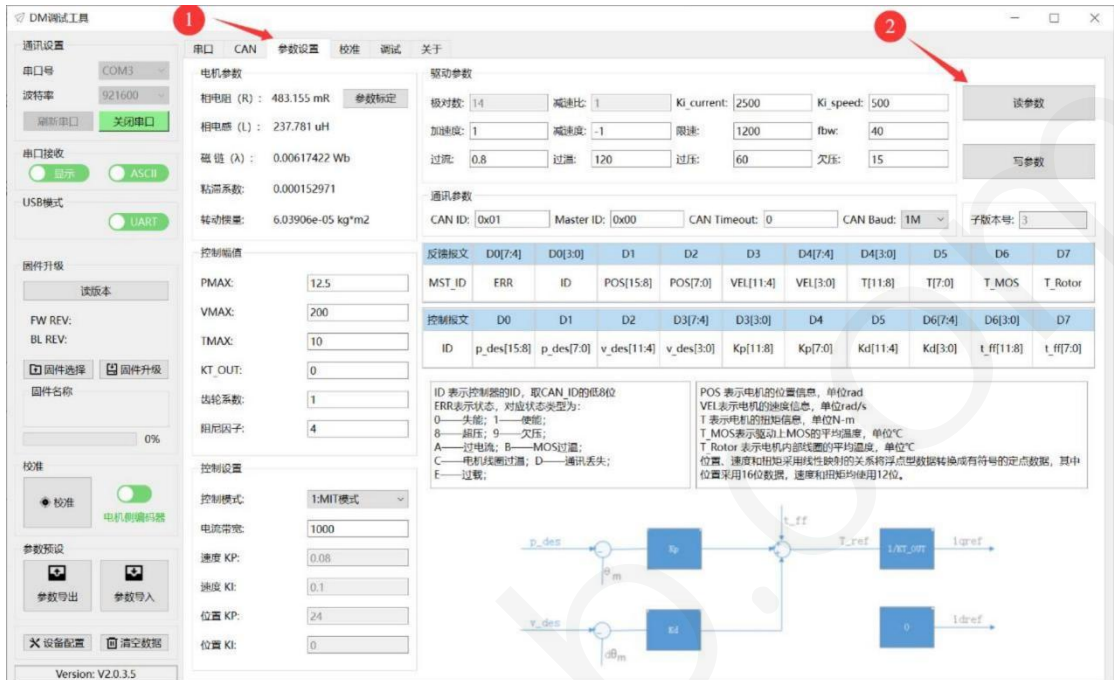 DM调试工具
1
2
通讯设置
串口号 COM3
波特率 921600
刷新串口 关闭串口
串口接收
显示 ASCII
USB模式
UART
固件升级
读版本
FW REV:
BL REV:
固件选择 固件升级
固件名称
0%
校准
校准 电机侧编码器
参数预设
参数导出 参数导入
设备配置 清空数据
Version: V2.0.3.5
串口 CAN 参数设置 校准 调试 关于
电机参数
相电阻 (R) : 483.155 mR 参数标定
相电感 (L) : 237.781 uH
磁 链 (λ) : 0.00617422 Wb
粘滞系数: 0.000152971
转动惯量: 6.03906e-05 kg*m2
控制幅值
PMAX: 12.5
VMAX: 200
TMAX: 10
KT_OUT: 0
齿轮系数: 1
阻尼因子: 4
控制设置
控制模式: 1:MIT模式
电流带宽: 1000
速度 KP: 0.08
速度 KI: 0.1
位置 KP: 24
位置 KI: 0
驱动参数
极对数: 14 减速比: 1 Ki_current: 2500 Ki_speed: 500
加速度: 1 减速度: -1 限速: 1200 fbw: 40
过流: 0.8 过温: 120 过压: 60 欠压: 15
读参数
写参数
通讯参数
CAN ID: 0x01 Master ID: 0x00 CAN Timeout: 0 CAN Baud: 1M 子版本号: 3
反馈报文 D0[7:4] D0[3:0] D1 D2 D3 D4[7:4] D4[3:0] D5 D6 D7
MST_ID ERR ID POS[15:8] POS[7:0] VEL[11:4] VEL[3:0] T[11:8] T[7:0] T_MOS T_Rotor
控制报文 D0 D1 D2 D3[7:4] D3[3:0] D4 D5 D6[7:4] D6[3:0] D7
ID p_des[15:8] p_des[7:0] v_des[11:4] v_des[3:0] Kp[11:8] Kp[7:0] Kd[11:4] Kd[3:0] t_ff[11:8] t_ff[7:0]
ID 表示控制器的ID，取CAN_ID的低8位
ERR表示状态，对应状态类型为：
0——失能；1——使能；
8——超压；9——欠压；
A——过电流；B——MOS过温；
C——电机线圈过温；D——通讯丢失；
E——过载；
POS 表示电机的位置信息，单位rad
VEL表示电机的速度信息，单位rad/s
T 表示电机的扭矩信息，单位N-m
T_MOS表示驱动上MOS的平均温度，单位℃
T_Rotor 表示电机内部线圈的平均温度，单位℃
位置、速度和扭矩采用线性映射的关系将浮点型数据转换成有符号的定点数据，其中
位置采用16位数据，速度和扭矩均使用12位。
t_ff
p_des Kp T_ref 1/KT_OUT iqref
θm
v_des Kd 0 idref
dθm